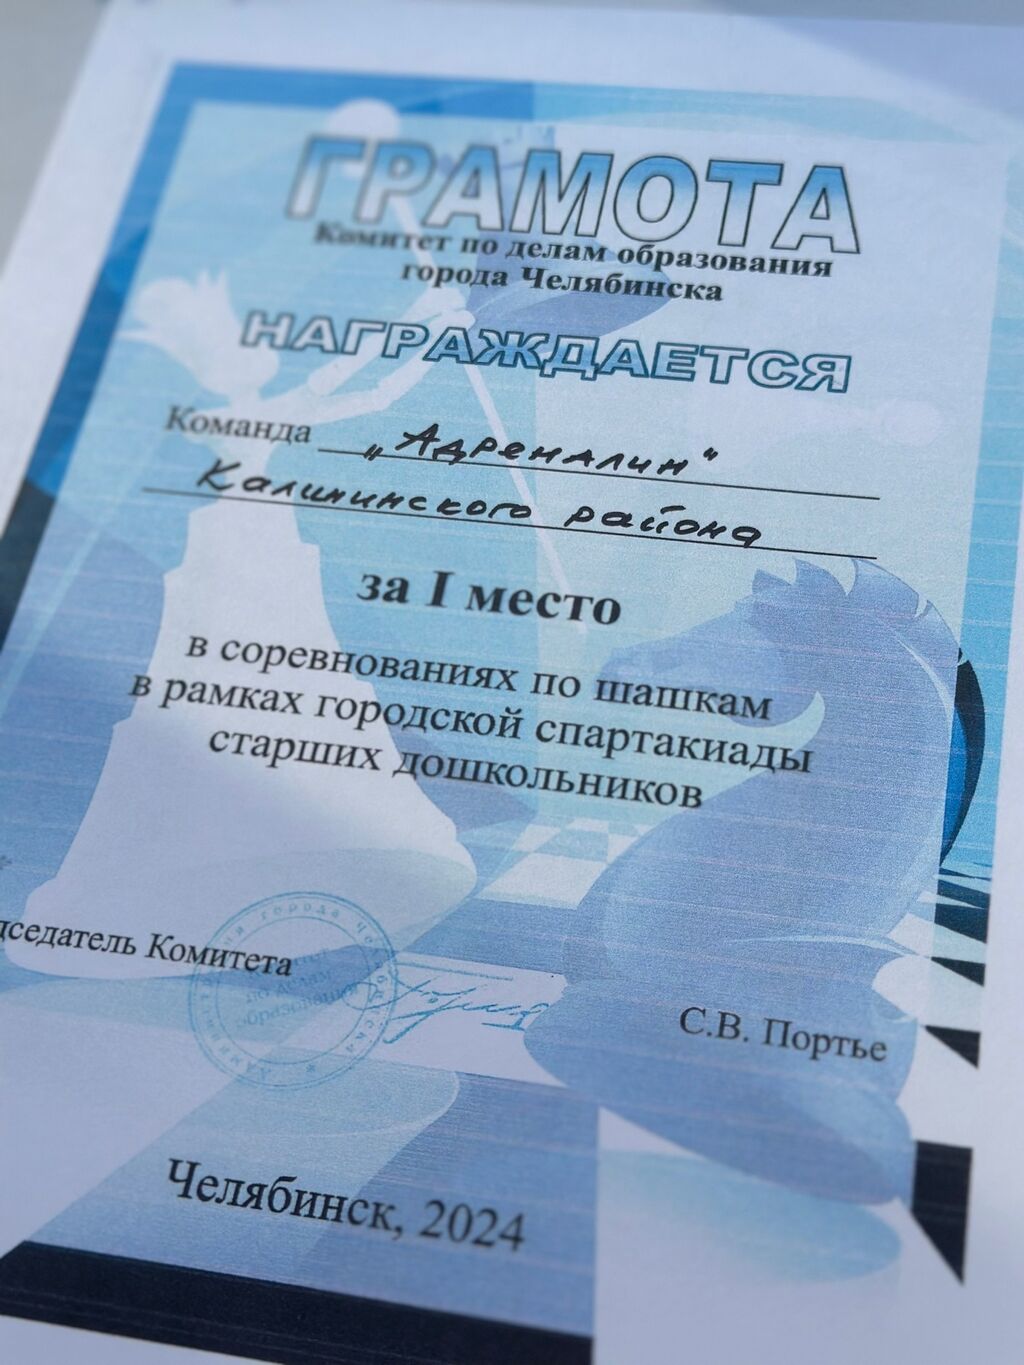 ГРАМОТА
Комитет по делам образования
города Челябинска
НАГРАЖДАЕТСЯ
Команда „Адреналин"
Калининского района
за I место
в соревнованиях по шашкам
в рамках городской спартакиады
старших дошкольников
дседатель Комитета
С.В. Портье
Челябинск, 2024